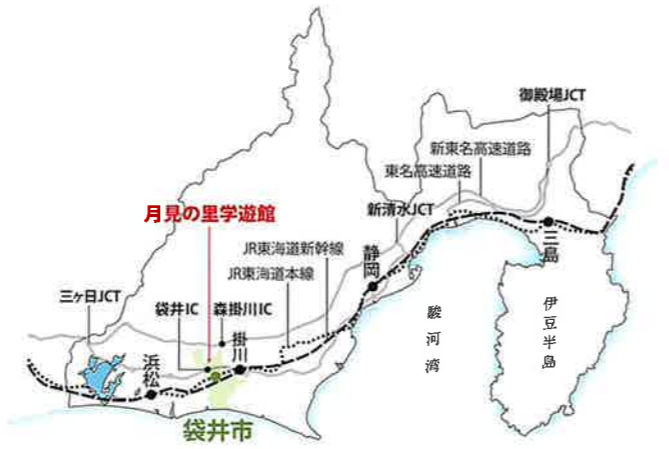 御殿場JCT
新東名高速道路
東名高速道路
新清水JCT
月見の里学遊館
JR東海道新幹線
静岡
三島
JR東海道本線
三ヶ日JCT
袋井IC
森掛川IC
駿河湾
伊豆半島
掛川
浜松
袋井市